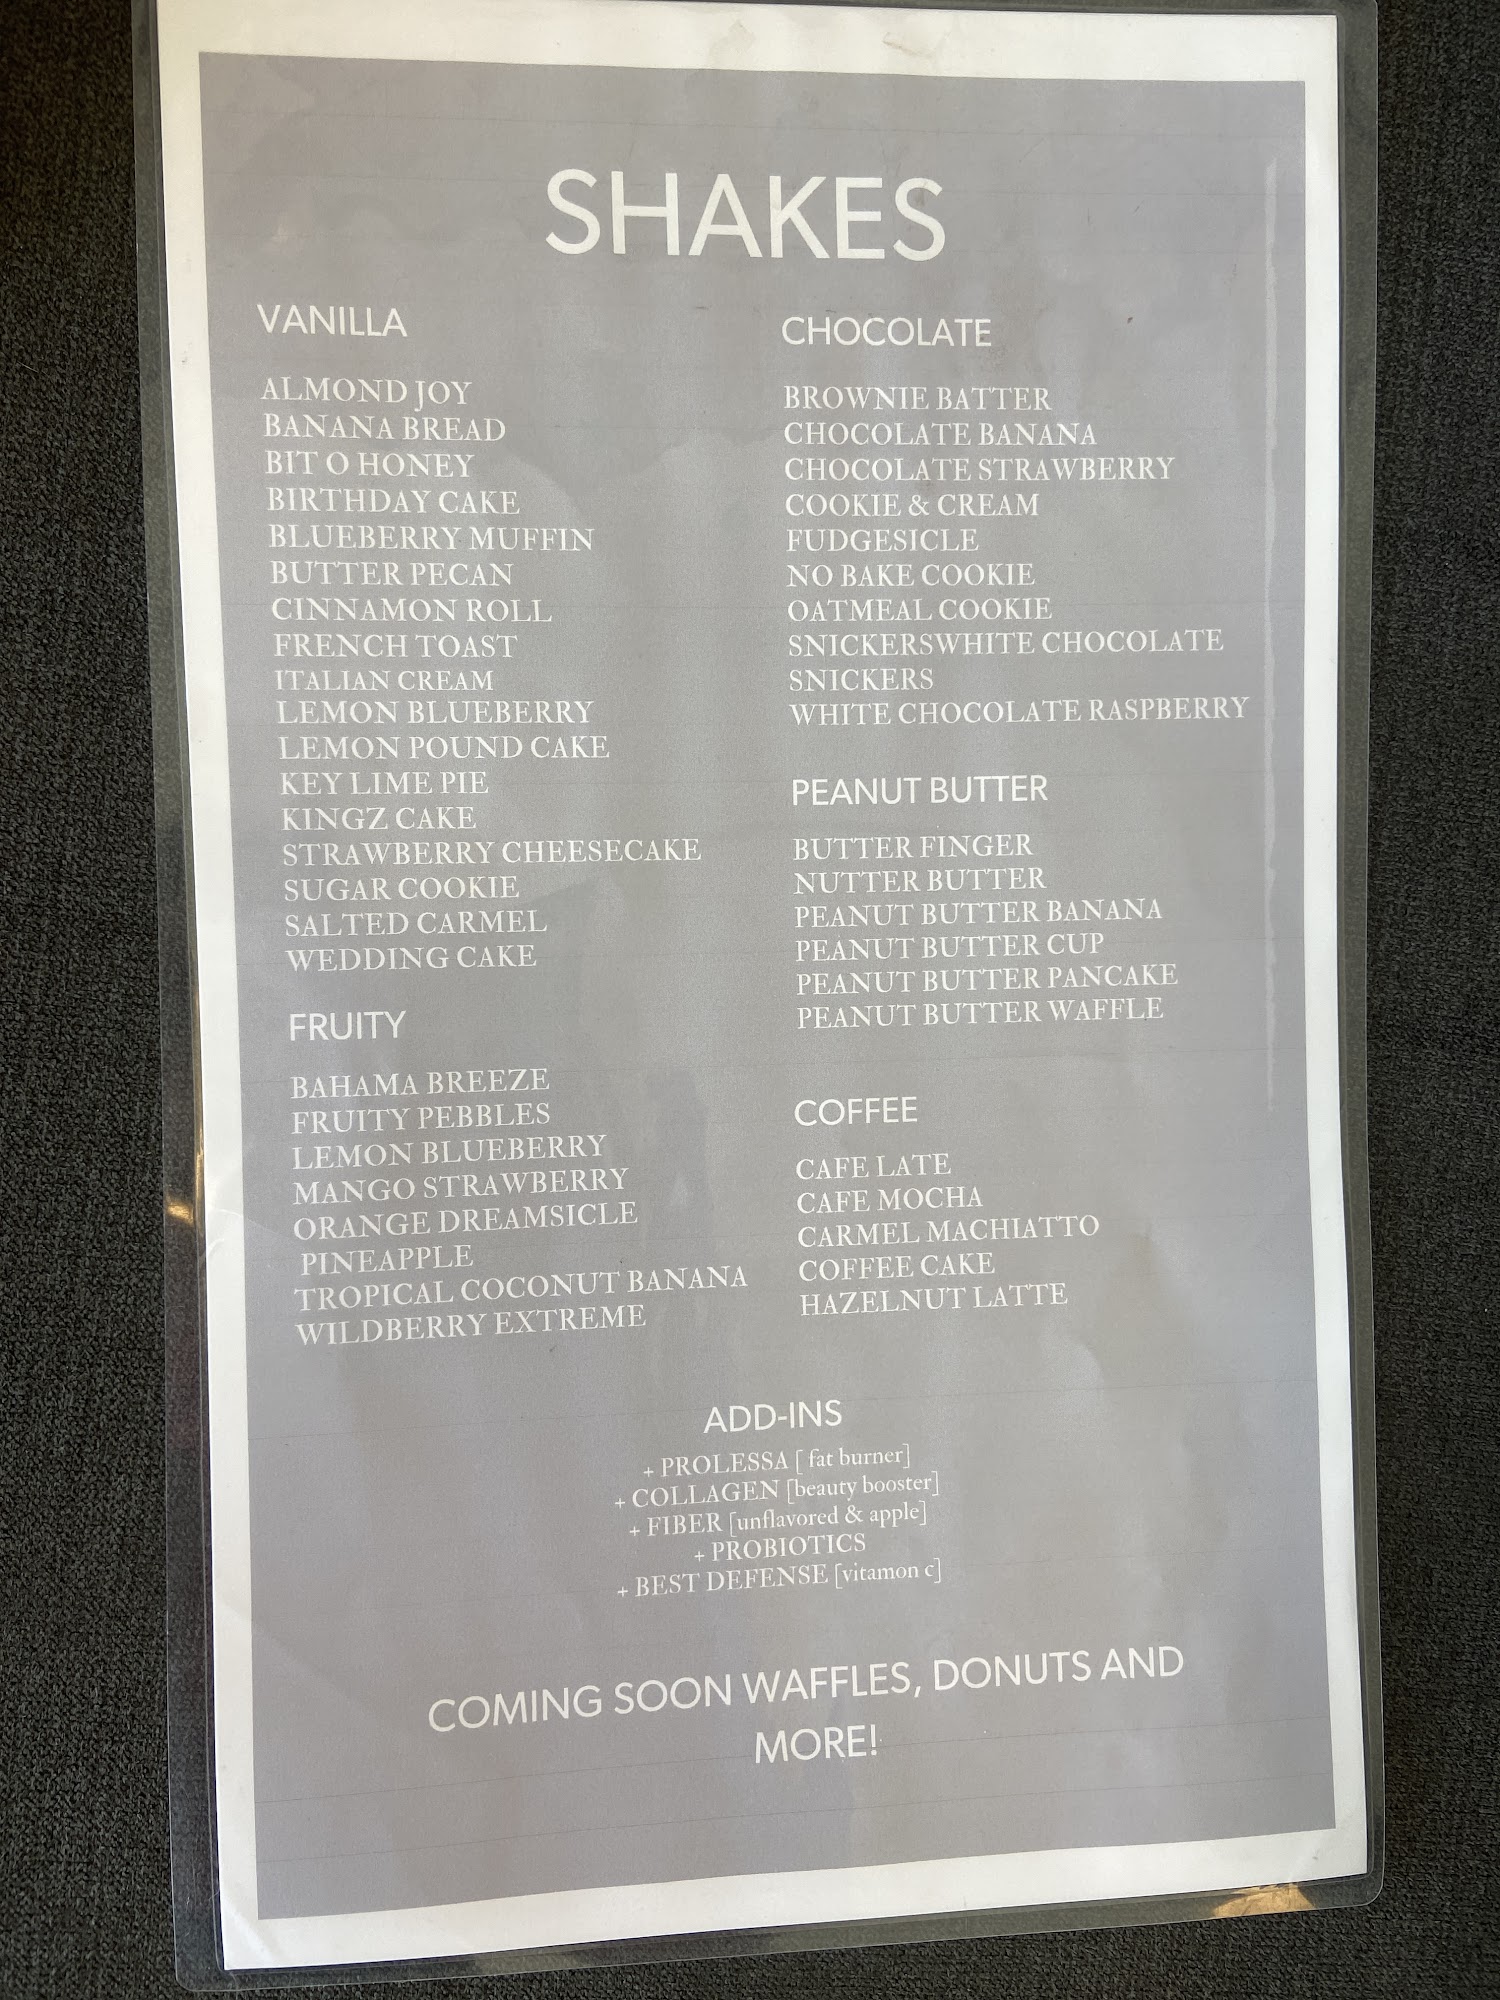 SHAKES
VANILLA
ALMOND JOY
BANANA BREAD
BIT O HONEY
BIRTHDAY CAKE
BLUEBERRY MUFFIN
BUTTER PECAN
CINNAMON ROLL
FRENCH TOAST
ITALIAN CREAM
LEMON BLUEBERRY
LEMON POUND CAKE
KEY LIME PIE
KINGZ CAKE
STRAWBERRY CHEESECAKE
SUGAR COOKIE
SALTED CARMEL
WEDDING CAKE
FRUITY
BAHAMA BREEZE
FRUITY PEBBLES
LEMON BLUEBERRY
MANGO STRAWBERRY
ORANGE DREAMSICLE
PINEAPPLE
TROPICAL COCONUT BANANA
WILDBERRY EXTREME
CHOCOLATE
BROWNIE BATTER
CHOCOLATE BANANA
CHOCOLATE STRAWBERRY
COOKIE & CREAM
FUDGESICLE
NO BAKE COOKIE
OATMEAL COOKIE
SNICKERSWHITE CHOCOLATE
SNICKERS
WHITE CHOCOLATE RASPBERRY
PEANUT BUTTER
BUTTER FINGER
NUTTER BUTTER
PEANUT BUTTER BANANA
PEANUT BUTTER CUP
PEANUT BUTTER PANCAKE
PEANUT BUTTER WAFFLE
COFFEE
CAFE LATE
CAFE MOCHA
CARMEL MACHIATTO
COFFEE CAKE
HAZELNUT LATTE
ADD-INS
+ PROLESSA [ fat burner]
+ COLLAGEN [beauty booster]
+ FIBER [unflavored & apple]
+ PROBIOTICS
+ BEST DEFENSE [vitamon c]
COMING SOON WAFFLES, DONUTS AND
MORE!